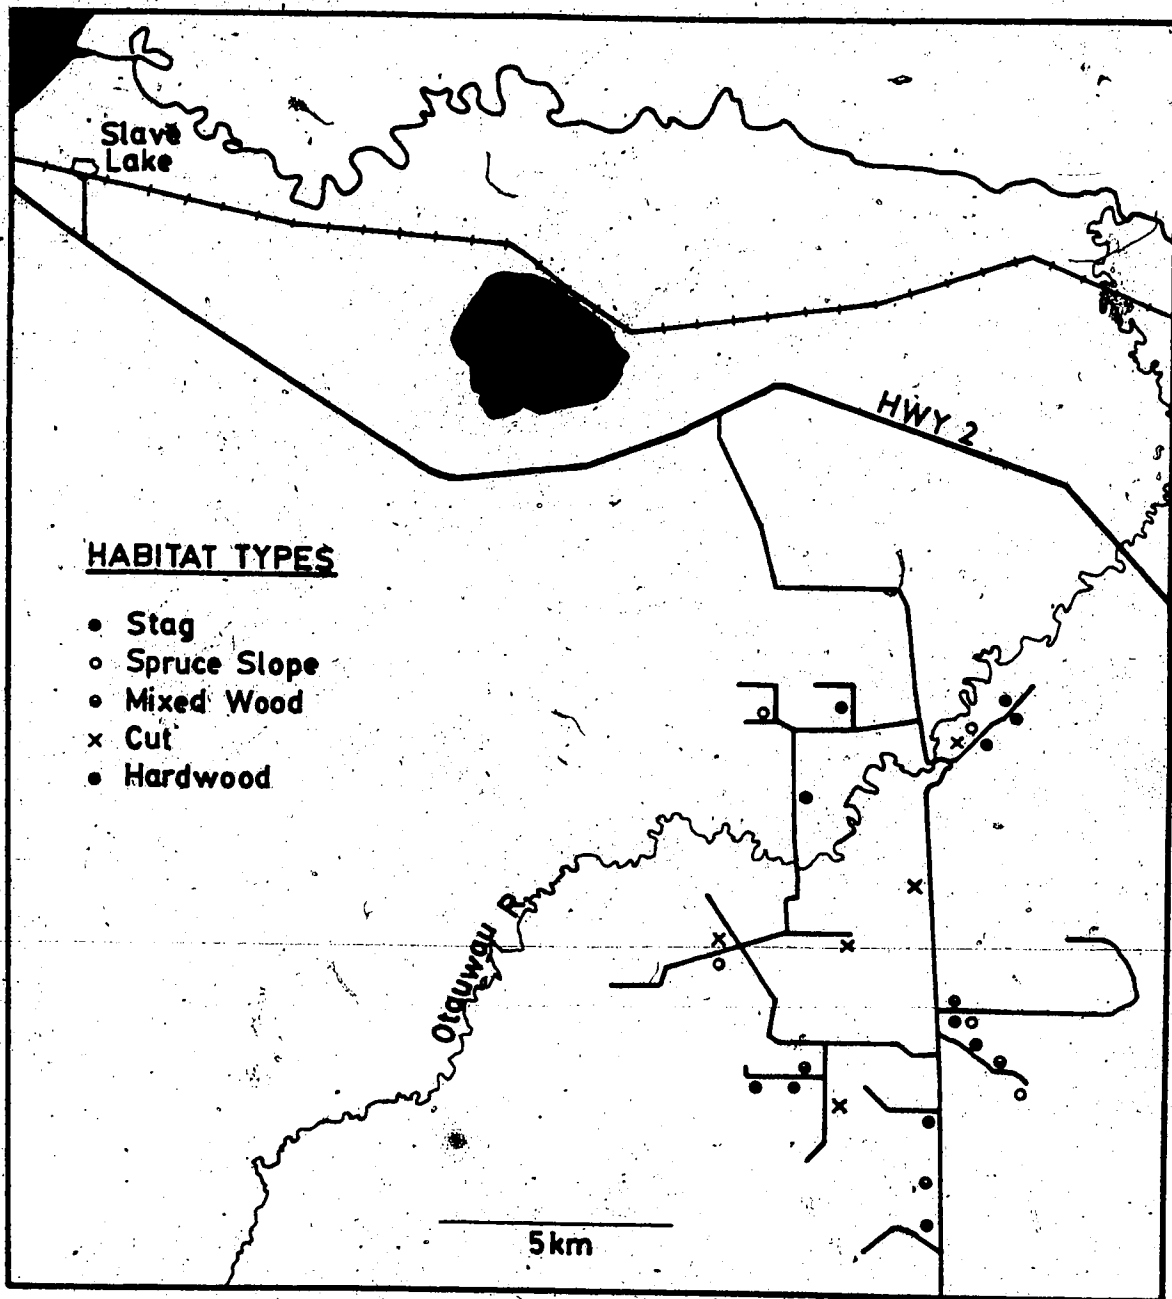 Slave
Lake
HWY 2
HABITAT TYPES
Stag
Spruce Slope
Mixed Wood
Cut
Hardwood
Otauwau R.
5km